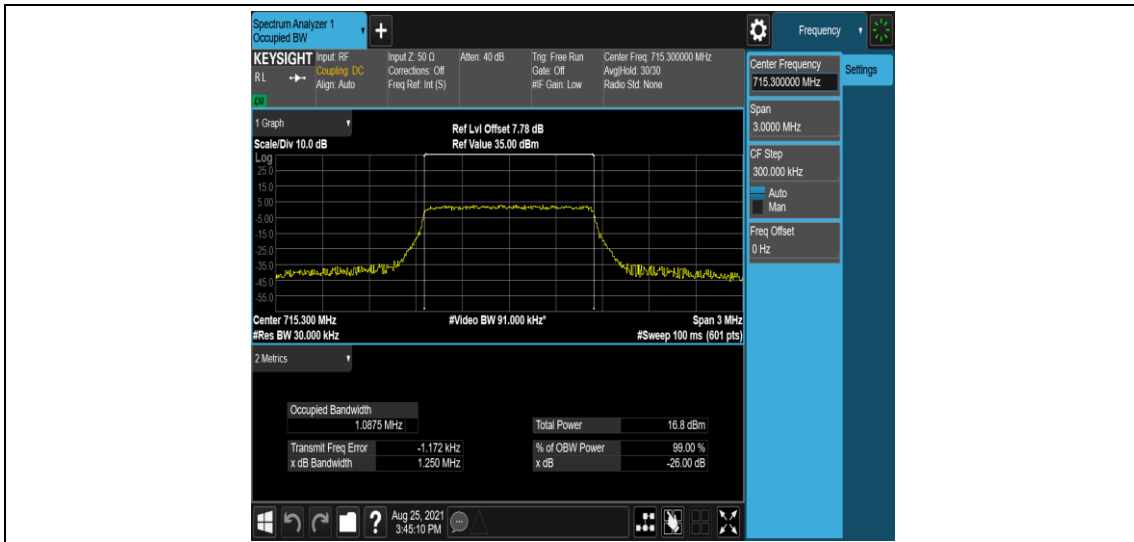 Spectrum Analyzer 1
Occupied BW
Frequency
KEYSIGHT
RL
LXI
Input: RF
Coupling: DC
Align: Auto
Input Z: 50 Ω
Corrections: Off
Freq Ref: Int (S)
Atten: 40 dB
Trig: Free Run
Gate: Off
#IF Gain: Low
Center Freq: 715.300000 MHz
Avg|Hold: 30/30
Radio Std: None
Center Frequency
715.300000 MHz
Settings
Span
3.0000 MHz
CF Step
300.000 kHz
Auto
Man
Freq Offset
0 Hz
1 Graph
Scale/Div 10.0 dB
Ref Lvl Offset 7.78 dB
Ref Value 35.00 dBm
Log
25.0
15.0
5.00
-5.00
-15.0
-25.0
-35.0
-45.0
-55.0
Center 715.300 MHz
#Res BW 30.000 kHz
#Video BW 91.000 kHz*
Span 3 MHz
#Sweep 100 ms (601 pts)
2 Metrics
Occupied Bandwidth
1.0875 MHz
Total Power 16.8 dBm
Transmit Freq Error -1.172 kHz
% of OBW Power 99.00 %
x dB Bandwidth 1.250 MHz
x dB -26.00 dB
?
Aug 25, 2021
3:45:10 PM